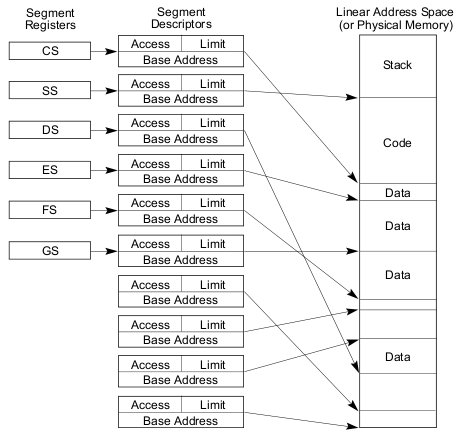 Segment Registers
Segment Descriptors
Linear Address Space (or Physical Memory)
CS
Access Limit
Base Address
Stack
SS
Access Limit
Base Address
Code
DS
Access Limit
Base Address
ES
Access Limit
Base Address
Data
FS
Access Limit
Base Address
Data
GS
Access Limit
Base Address
Data
Access Limit
Base Address
Access Limit
Base Address
Access Limit
Base Address
Data
Access Limit
Base Address